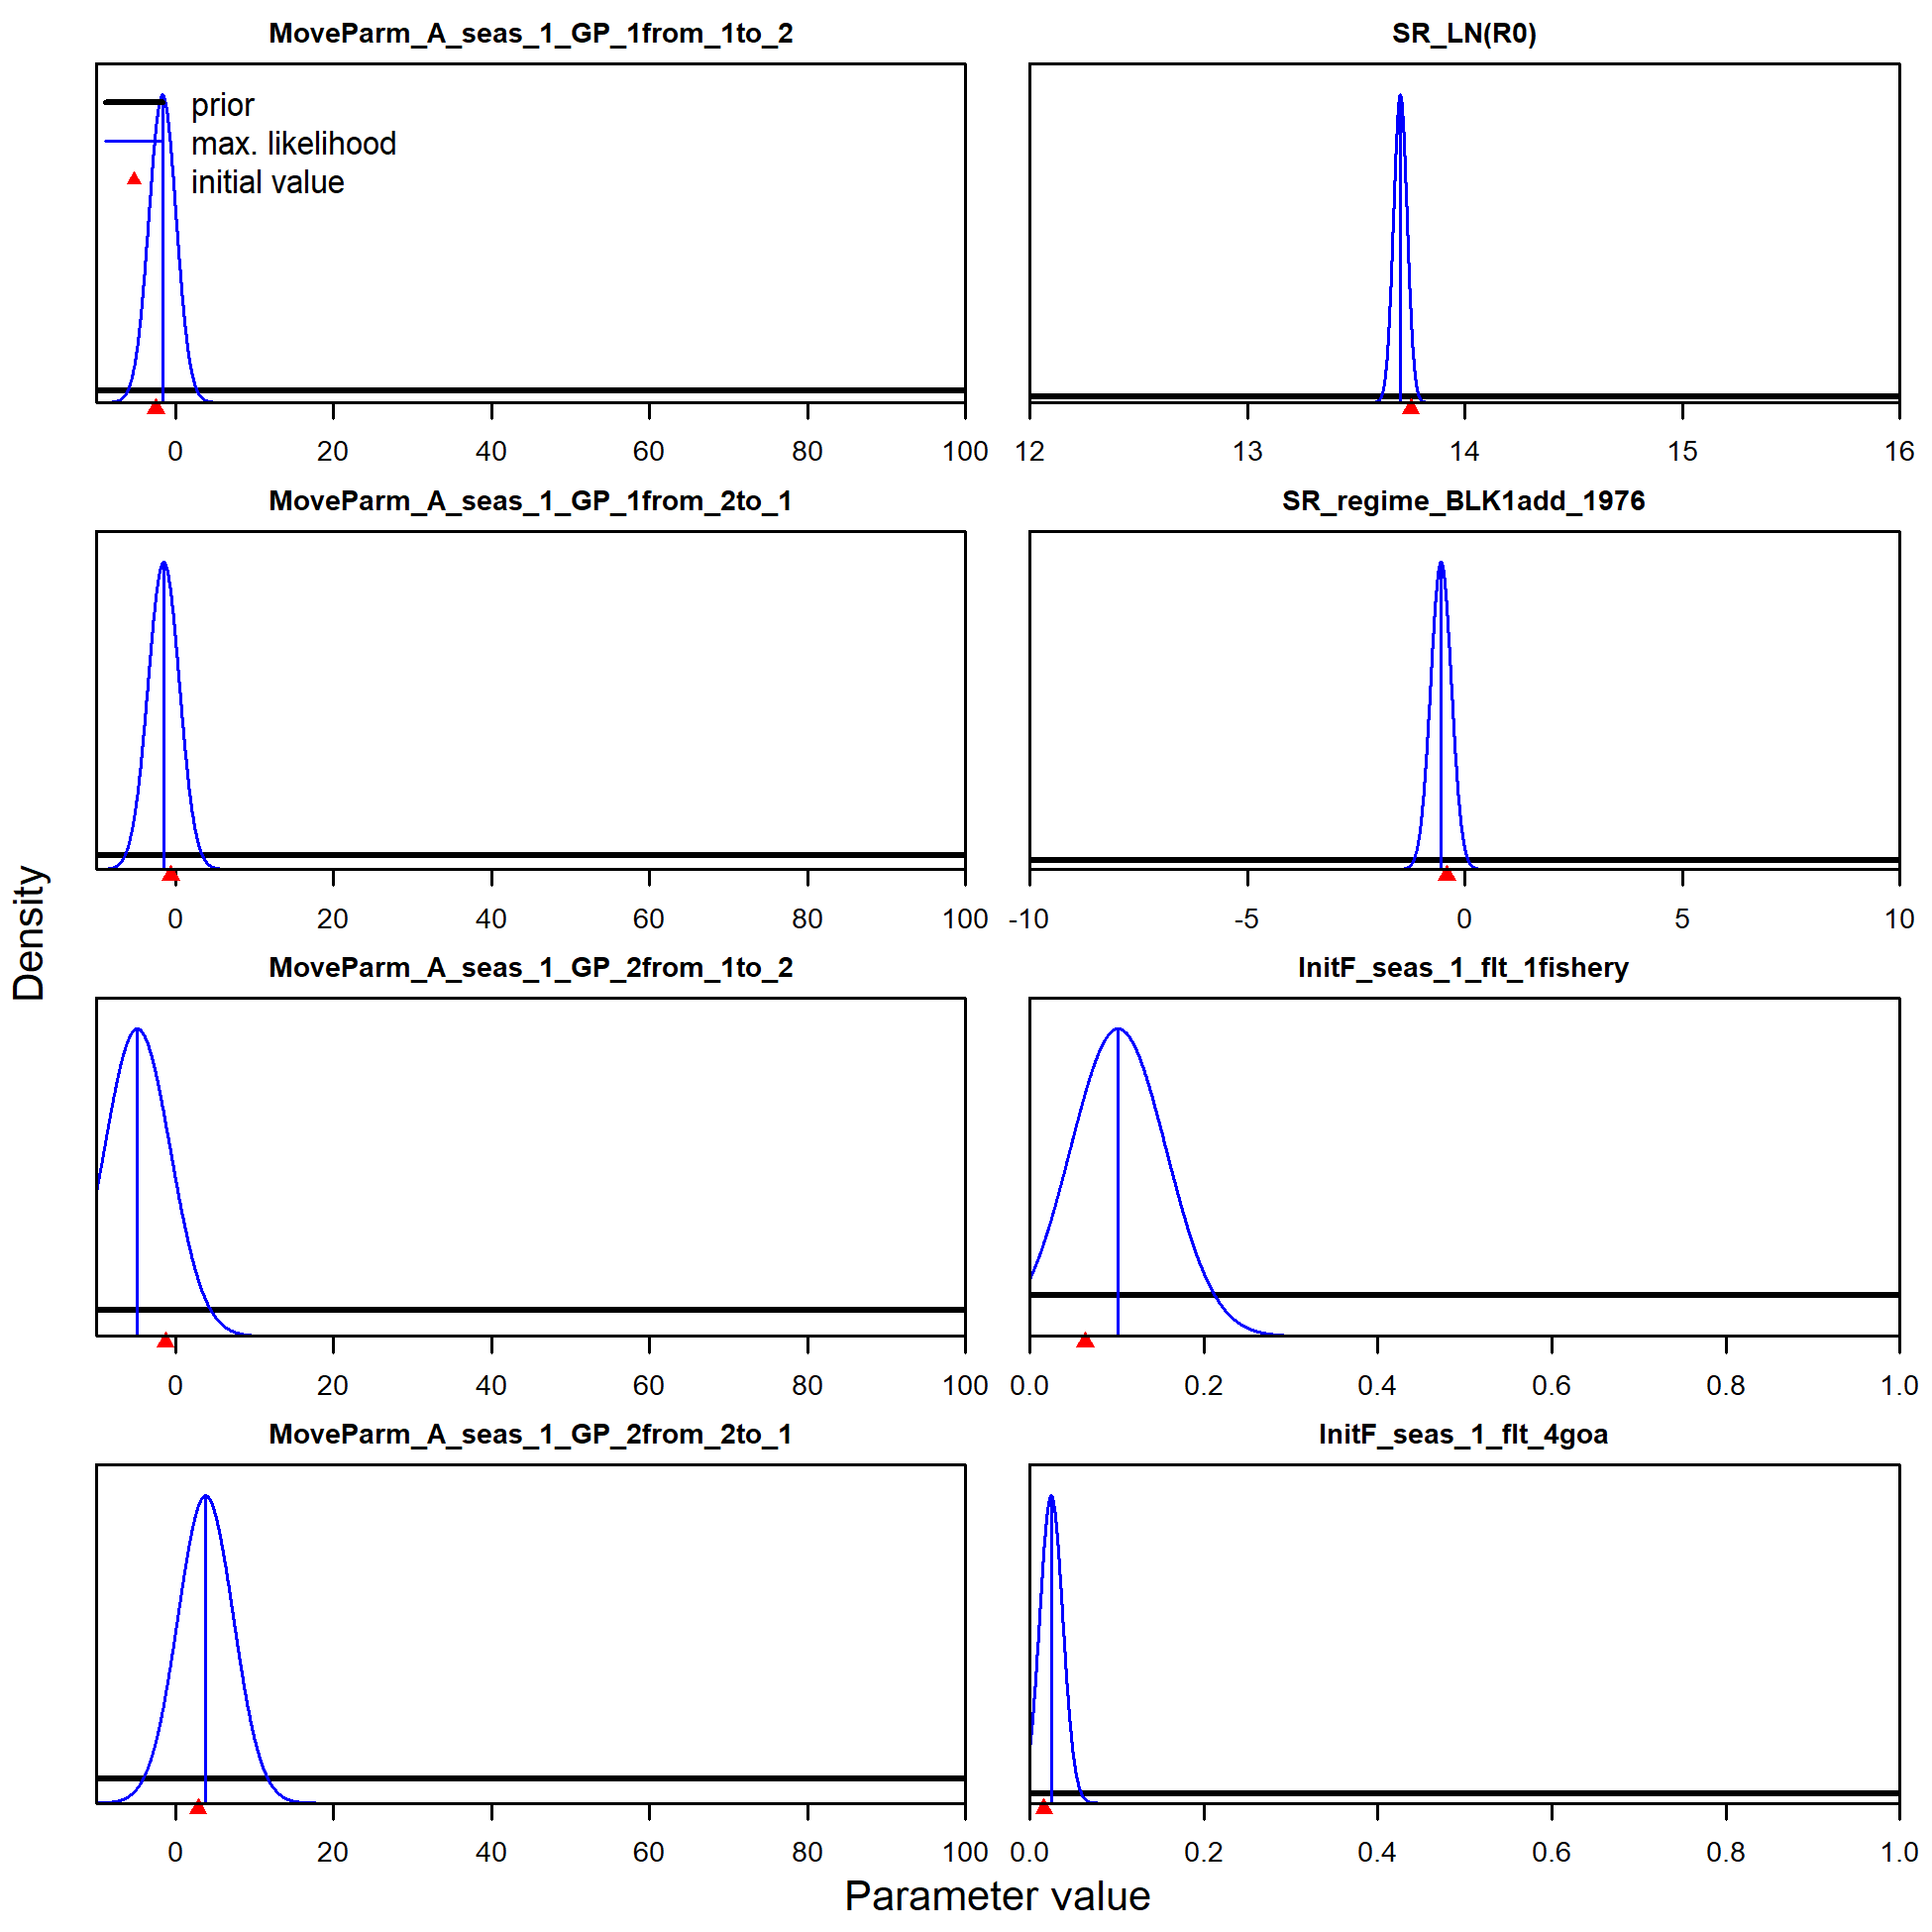 MoveParm_A_seas_1_GP_1from_1to_2
prior
max. likelihood
initial value
0 20 40 60 80 100
SR_LN(R0)
12 13 14 15 16
MoveParm_A_seas_1_GP_1from_2to_1
0 20 40 60 80 100
SR_regime_BLK1add_1976
-10 -5 0 5 10
MoveParm_A_seas_1_GP_2from_1to_2
0 20 40 60 80 100
InitF_seas_1_flt_1fishery
0.0 0.2 0.4 0.6 0.8 1.0
MoveParm_A_seas_1_GP_2from_2to_1
0 20 40 60 80 100
InitF_seas_1_flt_4goa
0.0 0.2 0.4 0.6 0.8 1.0
Density
Parameter value